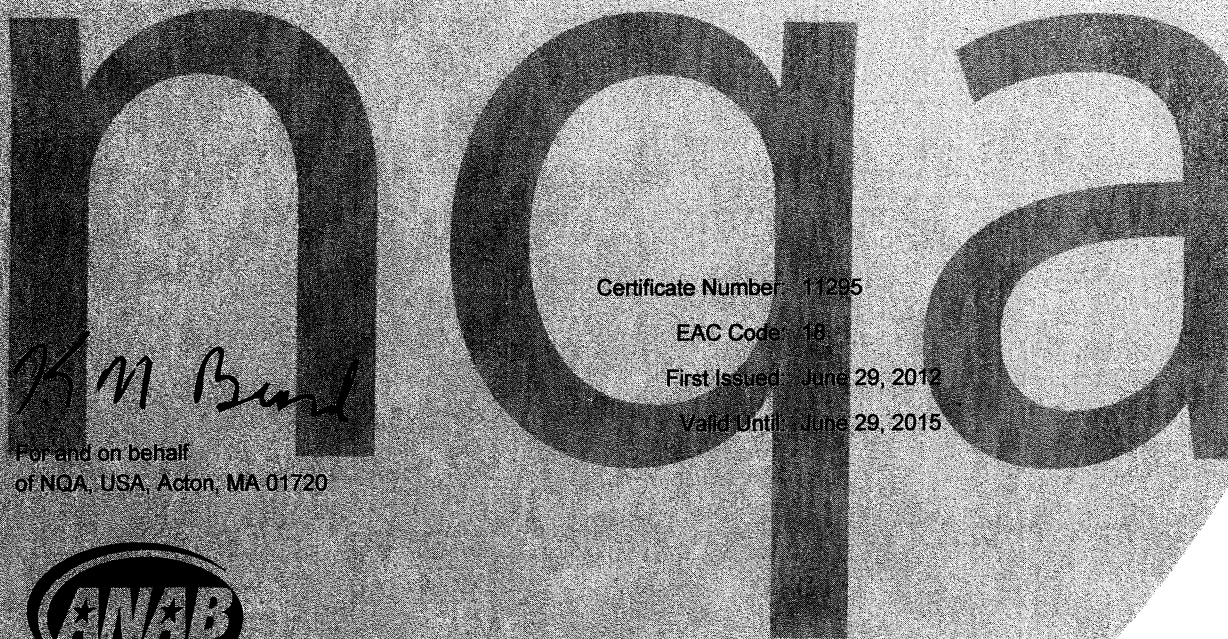 nqa
Certificate Number: 11295
EAC Code: 18
First Issued: June 29, 2012
Valid Until: June 29, 2015
K M Beard
For and on behalf
of NQA, USA, Acton, MA 01720
ANAB